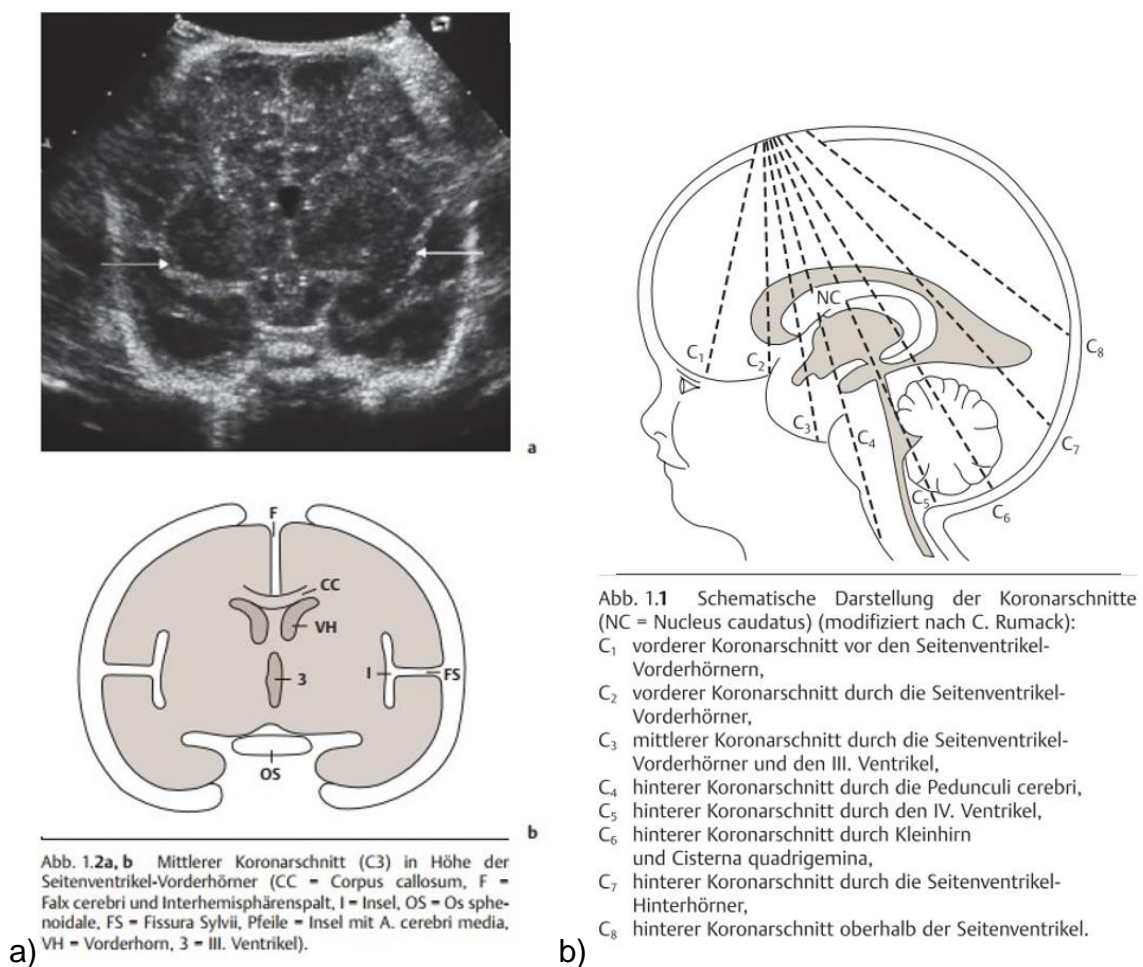 a
F
CC
VH
3
I
FS
OS
b
Abb. 1.2a, b Mittlerer Koronarschnitt (C3) in Höhe der
Seitenventrikel-Vorderhörner (CC = Corpus callosum, F =
Falx cerebri und Interhemisphärenspalt, I = Insel, OS = Os sphe-
noidale, FS = Fissura Sylvii, Pfeile = Insel mit A. cerebri media,
VH = Vorderhorn, 3 = III. Ventrikel).
a)
NC
C1
C2
C3
C4
C5
C6
C7
C8
Abb. 1.1 Schematische Darstellung der Koronarschnitte
(NC = Nucleus caudatus) (modifiziert nach C. Rumack):
C1 vorderer Koronarschnitt vor den Seitenventrikel-
Vorderhörnern,
C2 vorderer Koronarschnitt durch die Seitenventrikel-
Vorderhörner,
C3 mittlerer Koronarschnitt durch die Seitenventrikel-
Vorderhörner und den III. Ventrikel,
C4 hinterer Koronarschnitt durch die Pedunculi cerebri,
C5 hinterer Koronarschnitt durch den IV. Ventrikel,
C6 hinterer Koronarschnitt durch Kleinhirn
und Cisterna quadrigemina,
C7 hinterer Koronarschnitt durch die Seitenventrikel-
Hinterhörner,
C8 hinterer Koronarschnitt oberhalb der Seitenventrikel.
b)